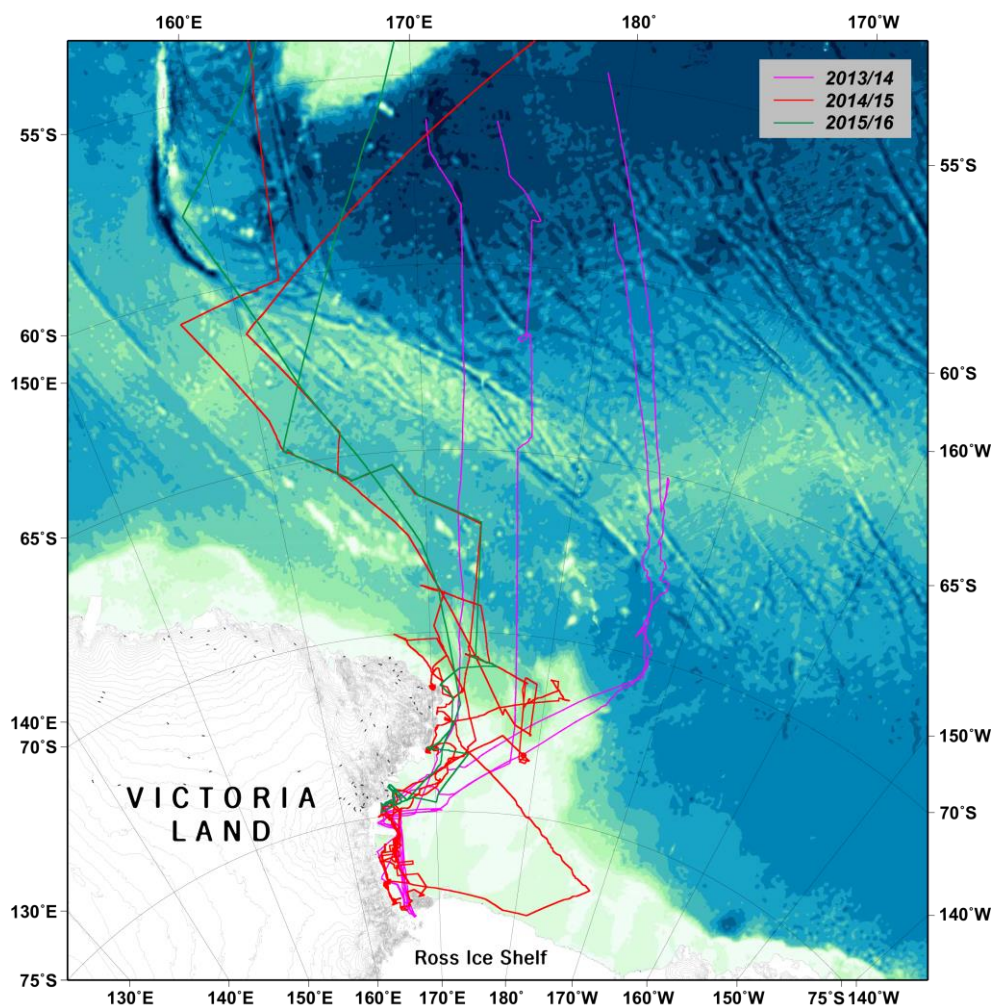 160˚E 170˚E 180˚ 170˚W
2013/14
2014/15
2015/16
55˚S
55˚S
60˚S
60˚S
150˚E
160˚W
65˚S
65˚S
140˚E
150˚W
70˚S
VICTORIA
LAND
70˚S
130˚E
140˚W
Ross Ice Shelf
75˚S
130˚E 140˚E 150˚E 160˚E 170˚E 180˚ 170˚W 160˚W 150˚W 75˚S 140˚W